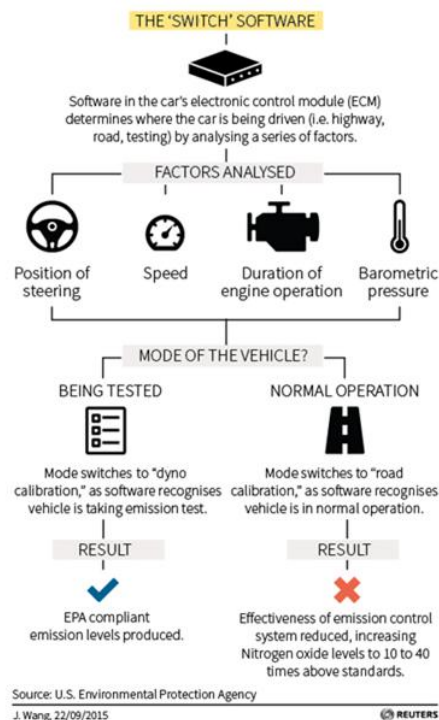 THE ‘SWITCH’ SOFTWARE
Software in the car's electronic control module (ECM)
determines where the car is being driven (i.e. highway,
road, testing) by analysing a series of factors.
FACTORS ANALYSED
Position of
steering
Speed
Duration of
engine operation
Barometric
pressure
MODE OF THE VEHICLE?
BEING TESTED
Mode switches to “dyno
calibration,” as software recognises
vehicle is taking emission test.
RESULT
EPA compliant
emission levels produced.
NORMAL OPERATION
Mode switches to “road
calibration,” as software recognises
vehicle is in normal operation.
RESULT
Effectiveness of emission control
system reduced, increasing
Nitrogen oxide levels to 10 to 40
times above standards.
Source: U.S. Environmental Protection Agency
J. Wang, 22/09/2015
REUTERS